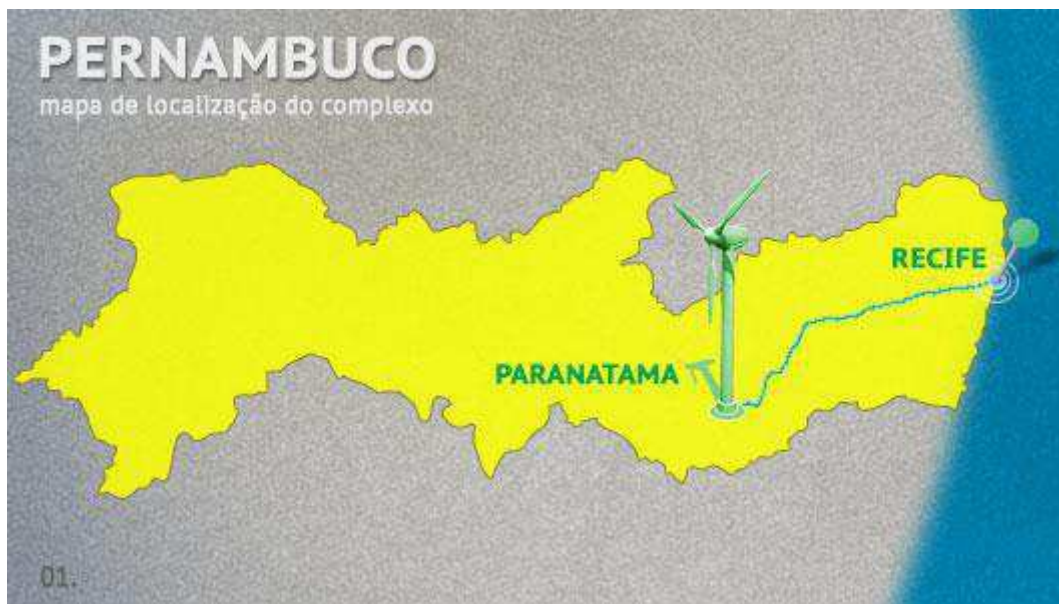 PERNAMBUCO
mapa de localização do complexo
RECIFE
PARANATAMA
01.